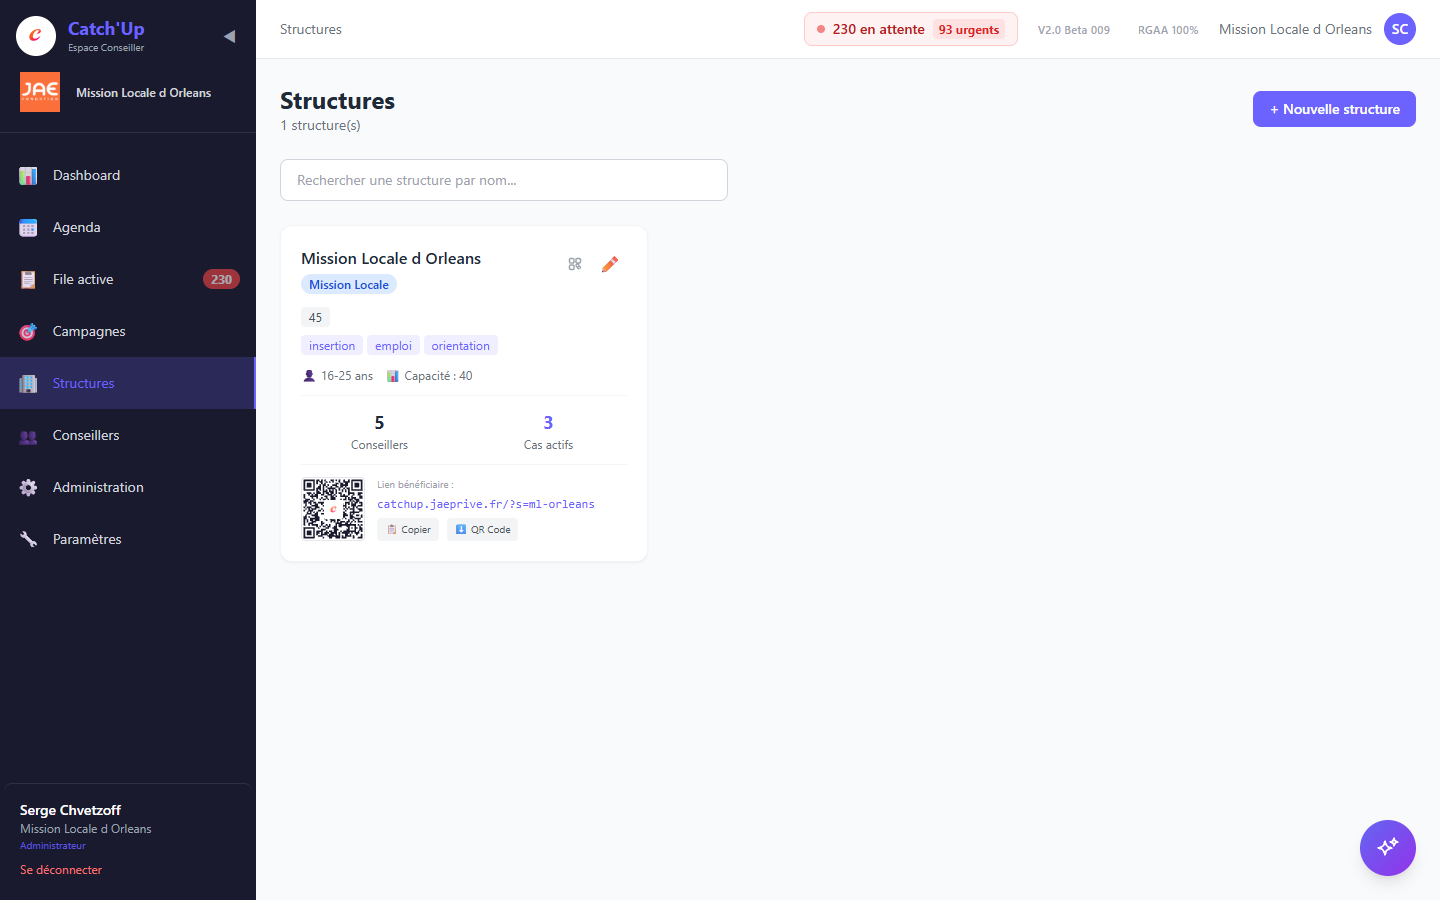 Catch'Up
Espace Conseiller
JAE
FONDATION
Mission Locale d Orleans
Dashboard
Agenda
File active 230
Campagnes
Structures
Conseillers
Administration
Paramètres
Serge Chvetzoff
Mission Locale d Orleans
Administrateur
Se déconnecter
Structures
230 en attente 93 urgents V2.0 Beta 009 RGAA 100% Mission Locale d Orleans SC
Structures
1 structure(s)
+ Nouvelle structure
Rechercher une structure par nom...
Mission Locale d Orleans
Mission Locale
45
insertion emploi orientation
16-25 ans Capacité : 40
5 3
Conseillers Cas actifs
Lien bénéficiaire :
catchup.jaeprive.fr/?s=ml-orleans
Copier QR Code